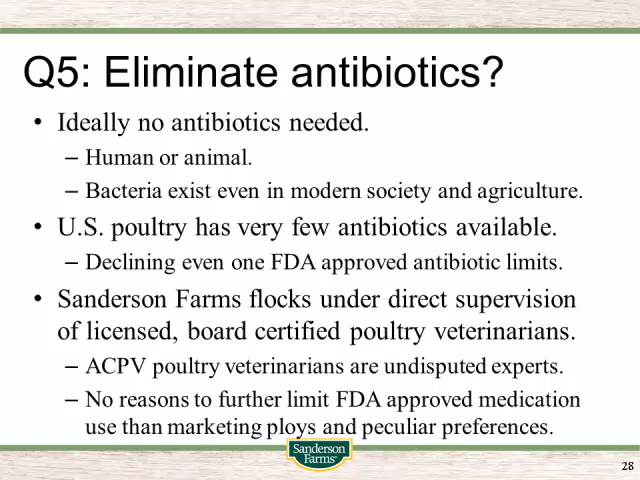 Q5: Eliminate antibiotics?
• Ideally no antibiotics needed.
– Human or animal.
– Bacteria exist even in modern society and agriculture.
• U.S. poultry has very few antibiotics available.
– Declining even one FDA approved antibiotic limits.
• Sanderson Farms flocks under direct supervision
of licensed, board certified poultry veterinarians.
– ACPV poultry veterinarians are undisputed experts.
– No reasons to further limit FDA approved medication
use than marketing ploys and peculiar preferences.
Sanderson
Farms®
28